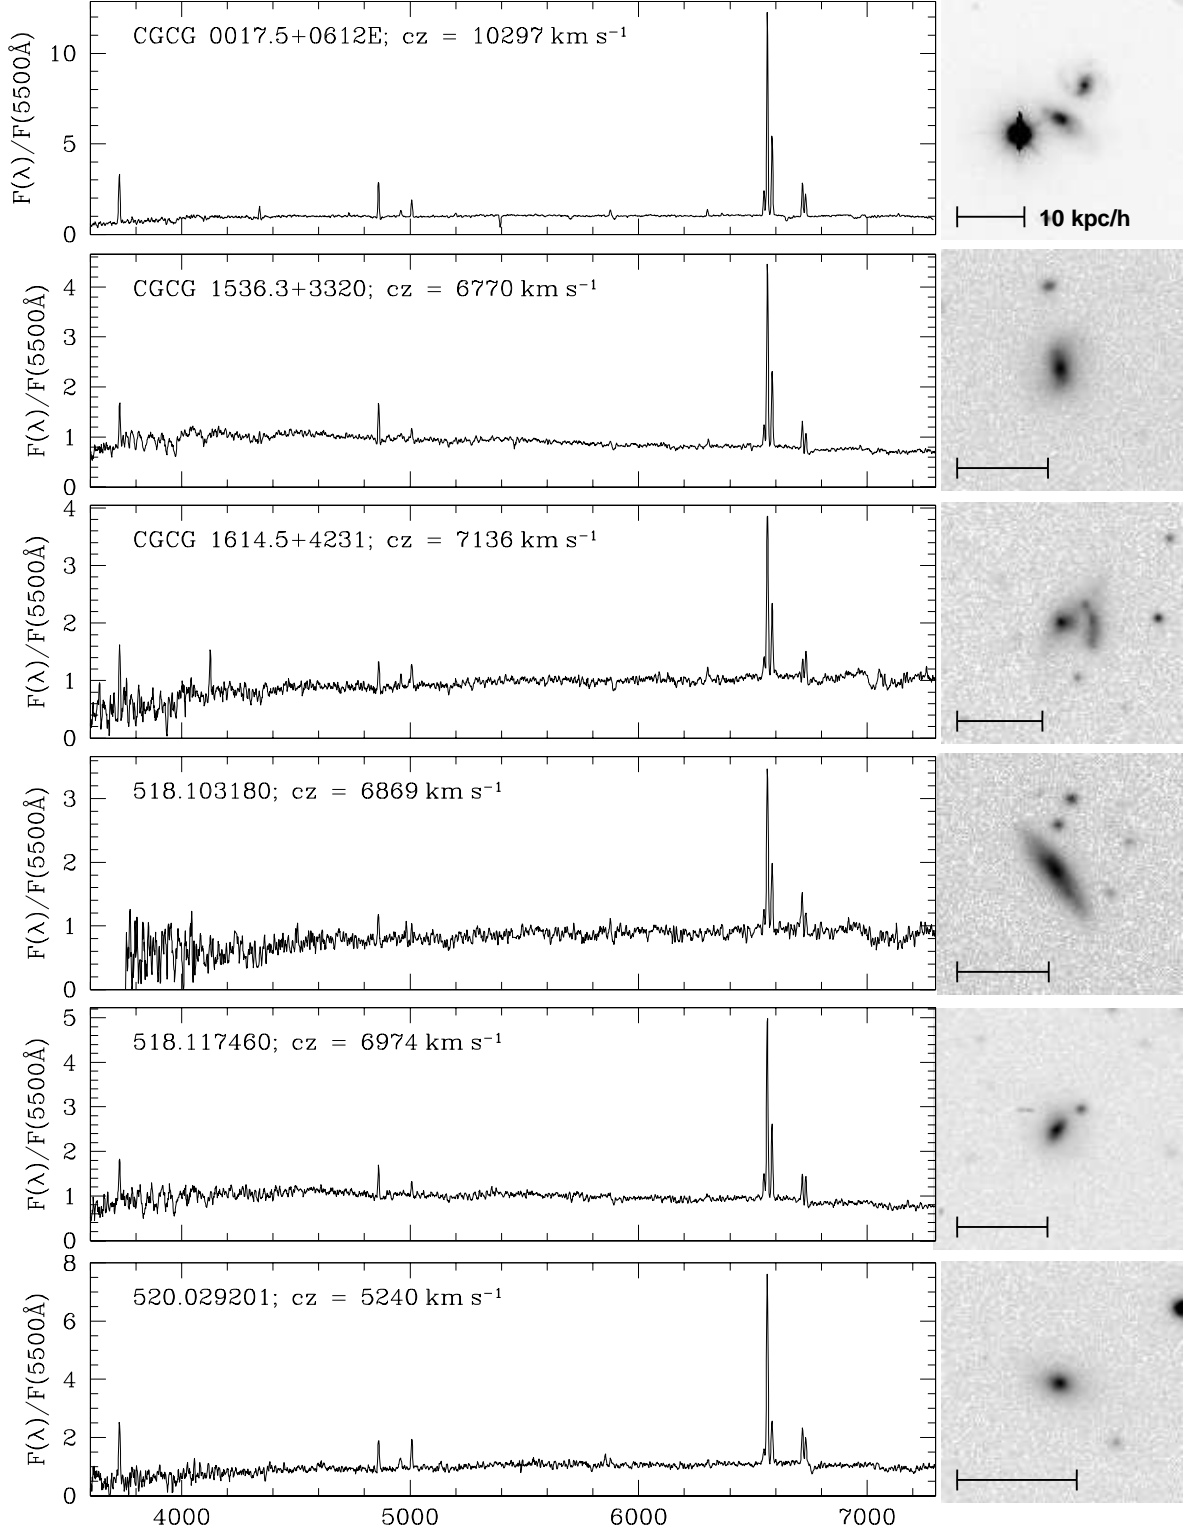 CGCG 0017.5+0612E; cz = 10297 km s⁻¹
F(λ)/F(5500Å)
10
5
0
10 kpc/h
CGCG 1536.3+3320; cz = 6770 km s⁻¹
F(λ)/F(5500Å)
4
3
2
1
0
CGCG 1614.5+4231; cz = 7136 km s⁻¹
F(λ)/F(5500Å)
4
3
2
1
0
518.103180; cz = 6869 km s⁻¹
F(λ)/F(5500Å)
3
2
1
0
518.117460; cz = 6974 km s⁻¹
F(λ)/F(5500Å)
5
4
3
2
1
0
520.029201; cz = 5240 km s⁻¹
F(λ)/F(5500Å)
8
6
4
2
0
4000 5000 6000 7000